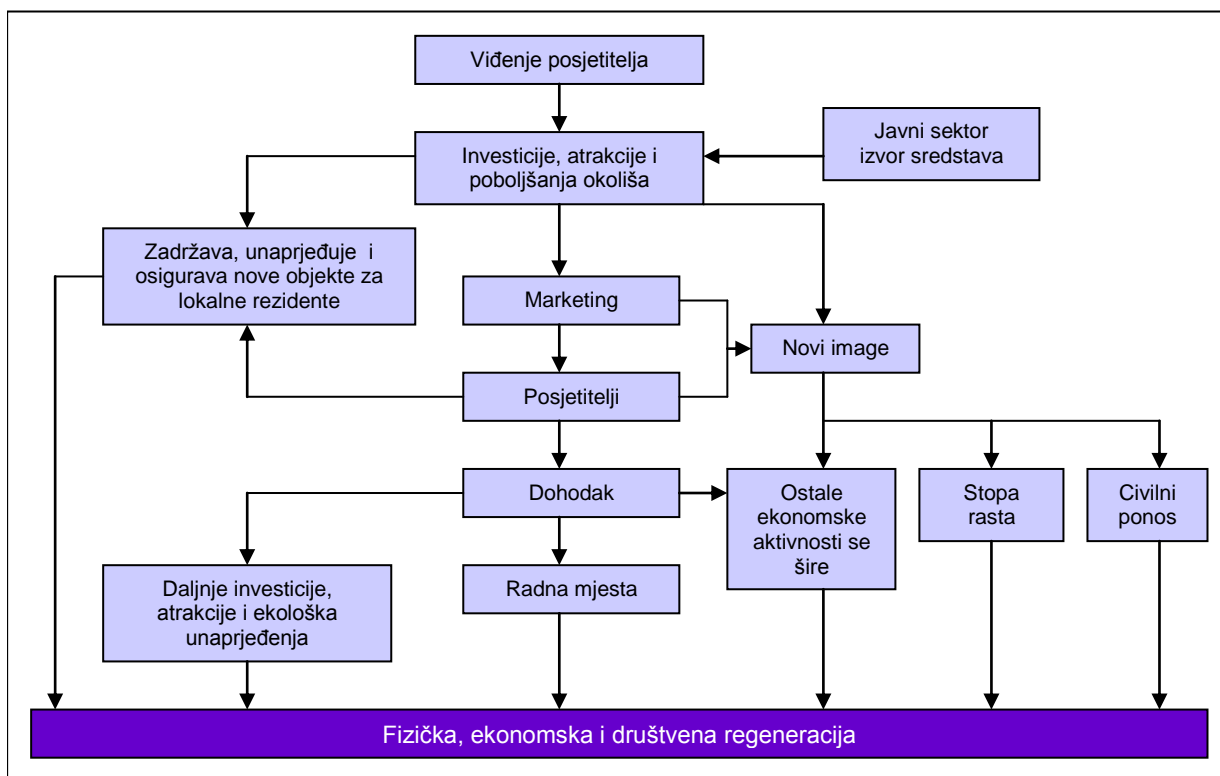 Viđenje posjetitelja
Javni sektor
izvor sredstava
Investicije, atrakcije i
poboljšanja okoliša
Zadržava, unaprjeđuje i
osigurava nove objekte za
lokalne rezidente
Marketing
Novi image
Posjetitelji
Dohodak
Ostale
ekonomske
aktivnosti se
šire
Stopa
rasta
Civilni
ponos
Daljnje investicije,
atrakcije i ekološka
unaprjeđenja
Radna mjesta
Fizička, ekonomska i društvena regeneracija